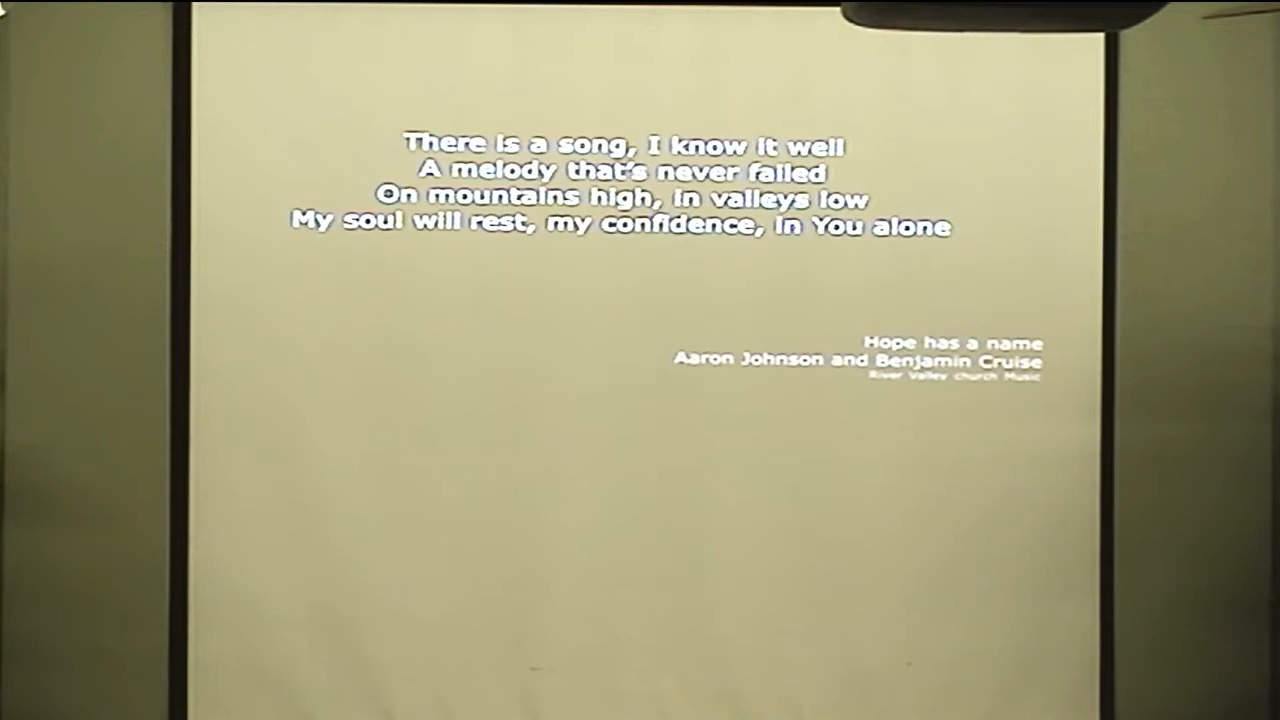 There is a song, I know it well
A melody that's never failed
On mountains high, in valleys low
My soul will rest, my confidence, in You alone
Hope has a name
Aaron Johnson and Benjamin Cruise
River Valley church Music